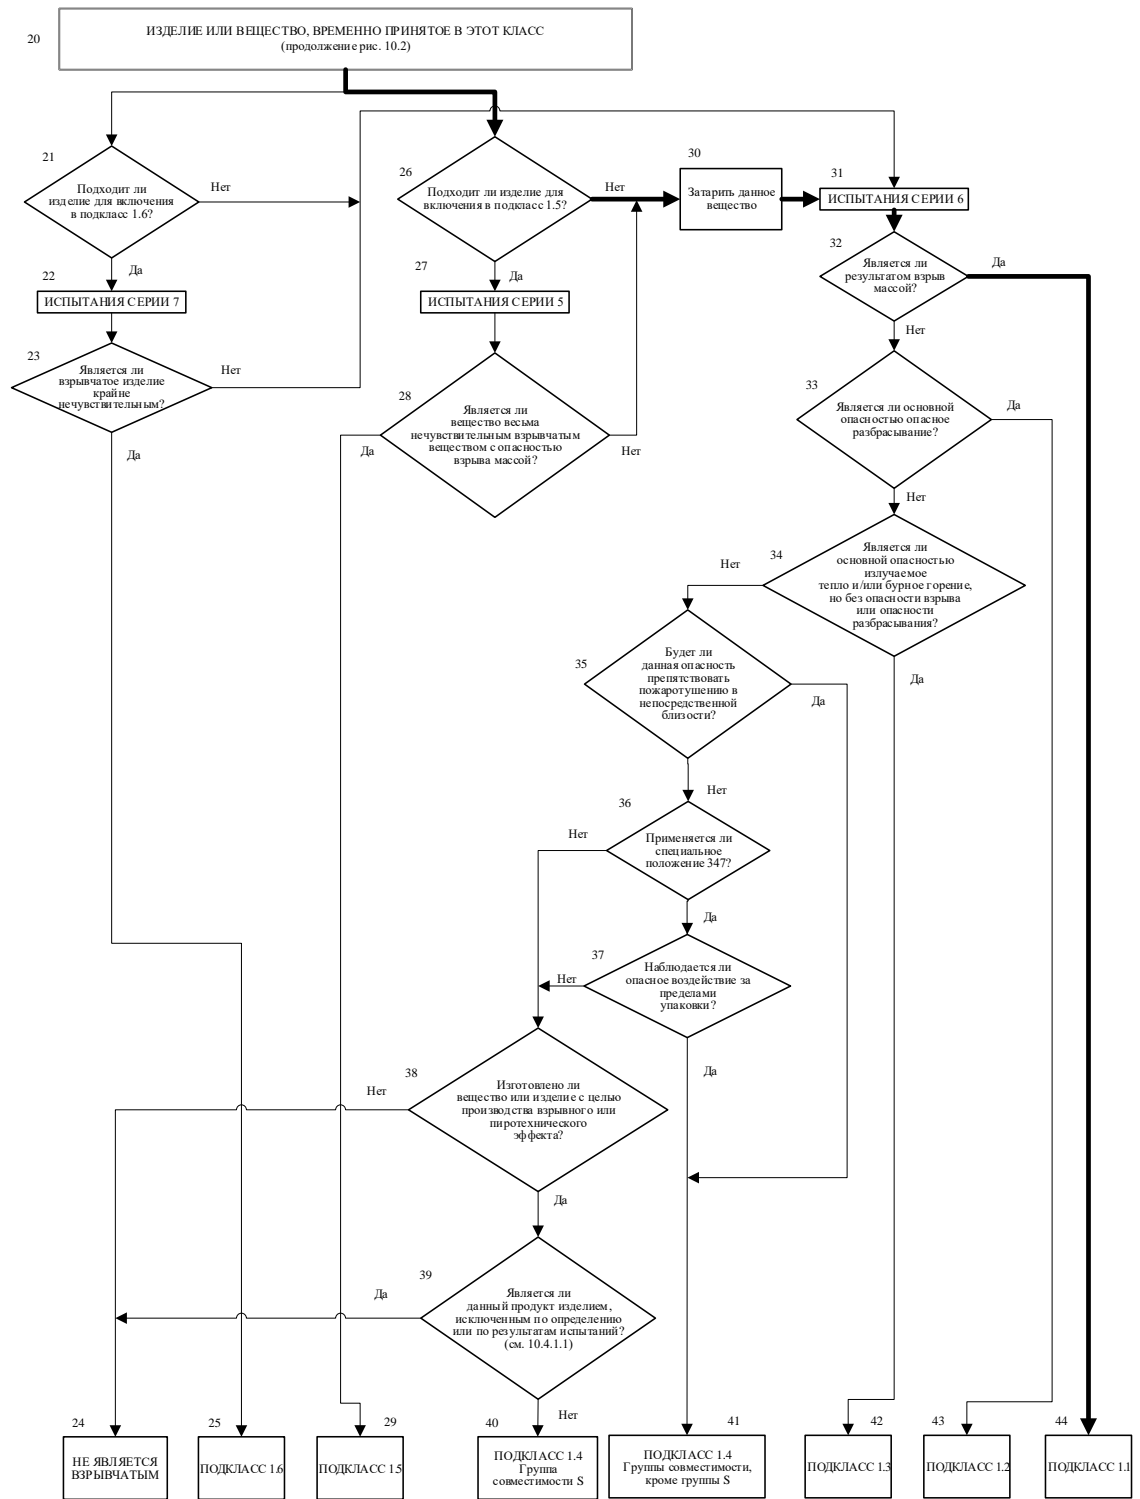 20
ИЗДЕЛИЕ ИЛИ ВЕЩЕСТВО, ВРЕМЕННО ПРИНЯТОЕ В ЭТОТ КЛАСС
(продолжение рис. 10.2)
21
Подходит ли
изделие для включения
в подкласс 1.6?
Нет
Да
22
ИСПЫТАНИЯ СЕРИИ 7
23
Является ли
взрывчатое изделие
крайне
нечувствительным?
Нет
Да
26
Подходит ли изделие для
включения в подкласс 1.5?
Нет
Да
27
ИСПЫТАНИЯ СЕРИИ 5
28
Является ли
вещество весьма
нечувствительным взрывчатым
веществом с опасностью
взрыва массой?
Да
Нет
30
Затарить данное
вещество
31
ИСПЫТАНИЯ СЕРИИ 6
32
Является ли
результатом взрыв
массой?
Да
Нет
33
Является ли основной
опасностью опасное
разбрасывание?
Да
Нет
34
Является ли
основной опасностью
излучаемое
тепло и/или бурное горение,
но без опасности взрыва
или опасности
разбрасывания?
Нет
Да
35
Будет ли
данная опасность
препятствовать
пожаротушению в
непосредственной
близости?
Да
Нет
36
Применяется ли
специальное
положение 347?
Нет
Да
37
Наблюдается ли
опасное воздействие за
пределами
упаковки?
Нет
Да
38
Изготовлено ли
вещество или изделие с целью
производства взрывного или
пиротехнического
эффекта?
Нет
Да
39
Является ли
данный продукт изделием,
исключенным по определению
или по результатам испытаний?
(см. 10.4.1.1)
Да
Нет
24
НЕ ЯВЛЯЕТСЯ
ВЗРЫВЧАТЫМ
25
ПОДКЛАСС 1.6
29
ПОДКЛАСС 1.5
40
ПОДКЛАСС 1.4
Группа
совместимости S
41
ПОДКЛАСС 1.4
Группы совместимости,
кроме группы S
42
ПОДКЛАСС 1.3
43
ПОДКЛАСС 1.2
44
ПОДКЛАСС 1.1